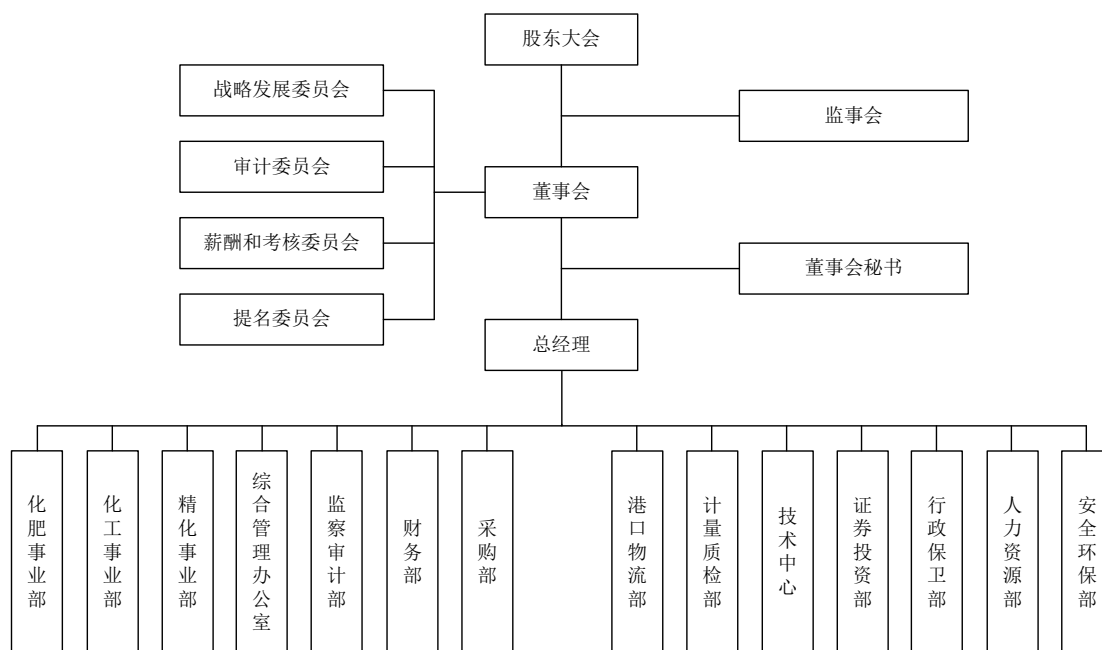 股东大会
战略发展委员会
监事会
审计委员会
董事会
薪酬和考核委员会
董事会秘书
提名委员会
总经理
化肥事业部
化工事业部
精化事业部
综合管理办公室
监察审计部
财务部
采购部
港口物流部
计量质检部
技术中心
证券投资部
行政保卫部
人力资源部
安全环保部